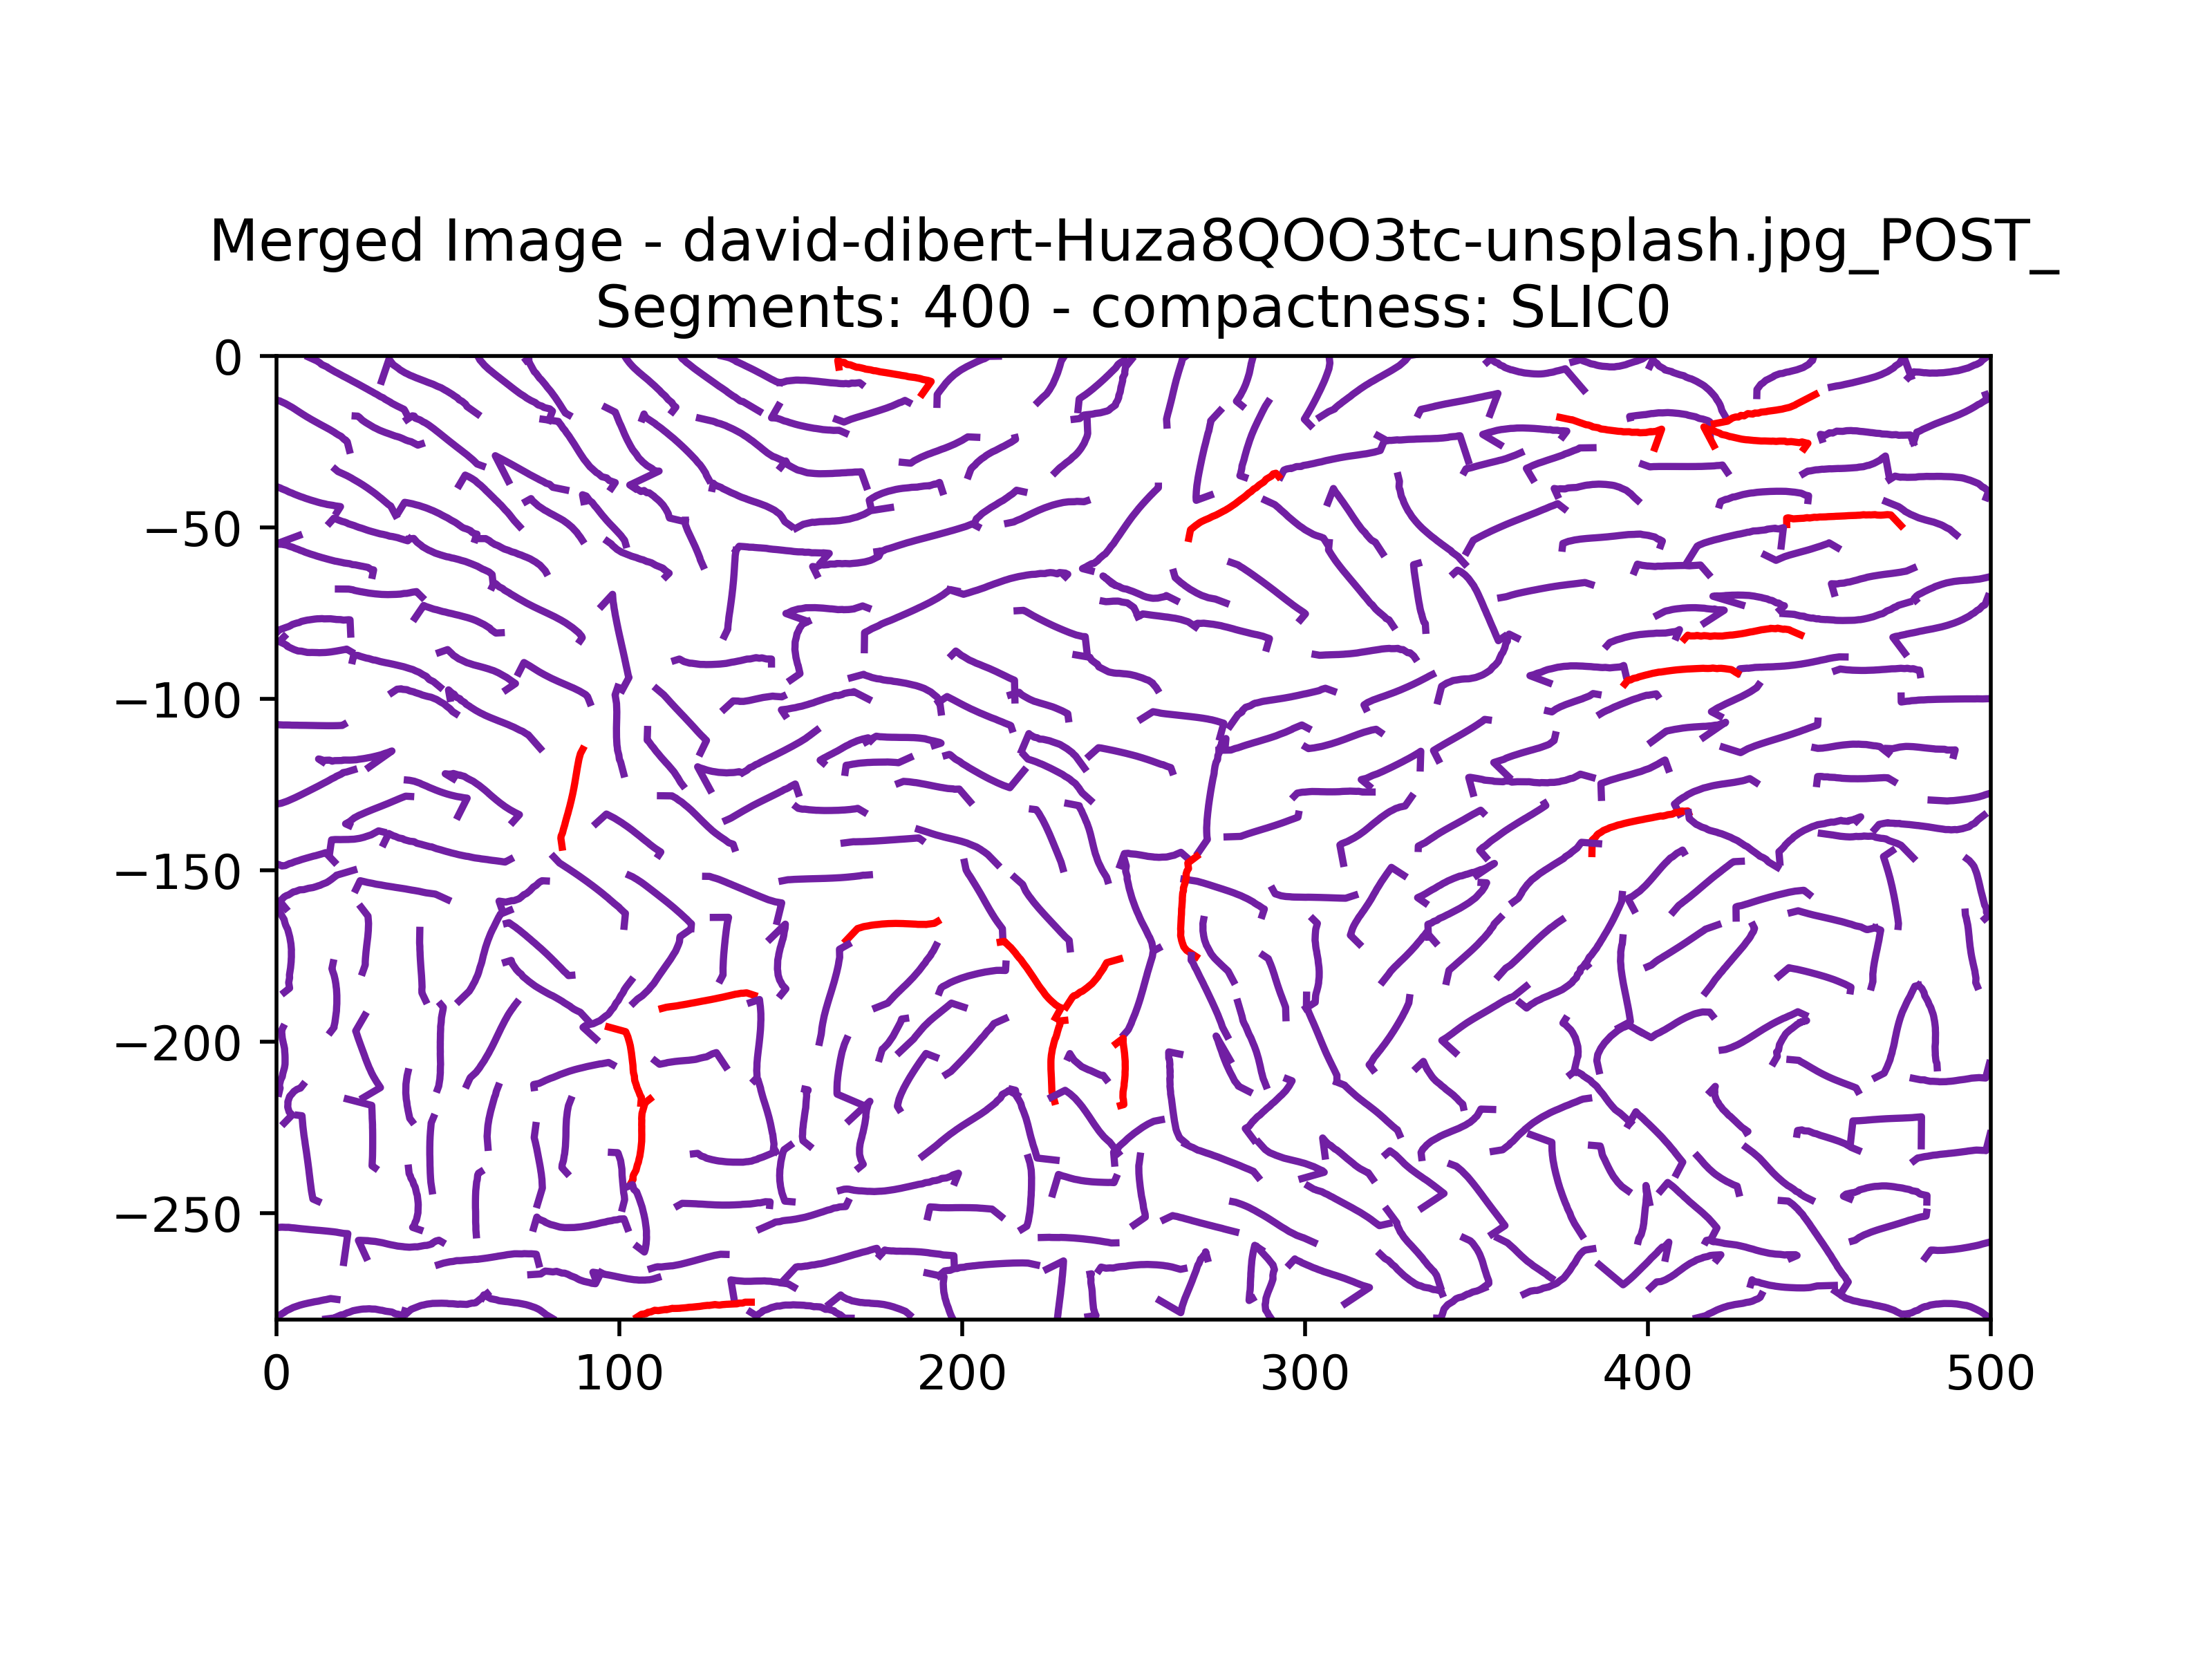 Merged Image - david-dibert-Huza8QOO3tc-unsplash.jpg_POST_
Segments: 400 - compactness: SLIC0
0
−50
−100
−150
−200
−250
0 100 200 300 400 500